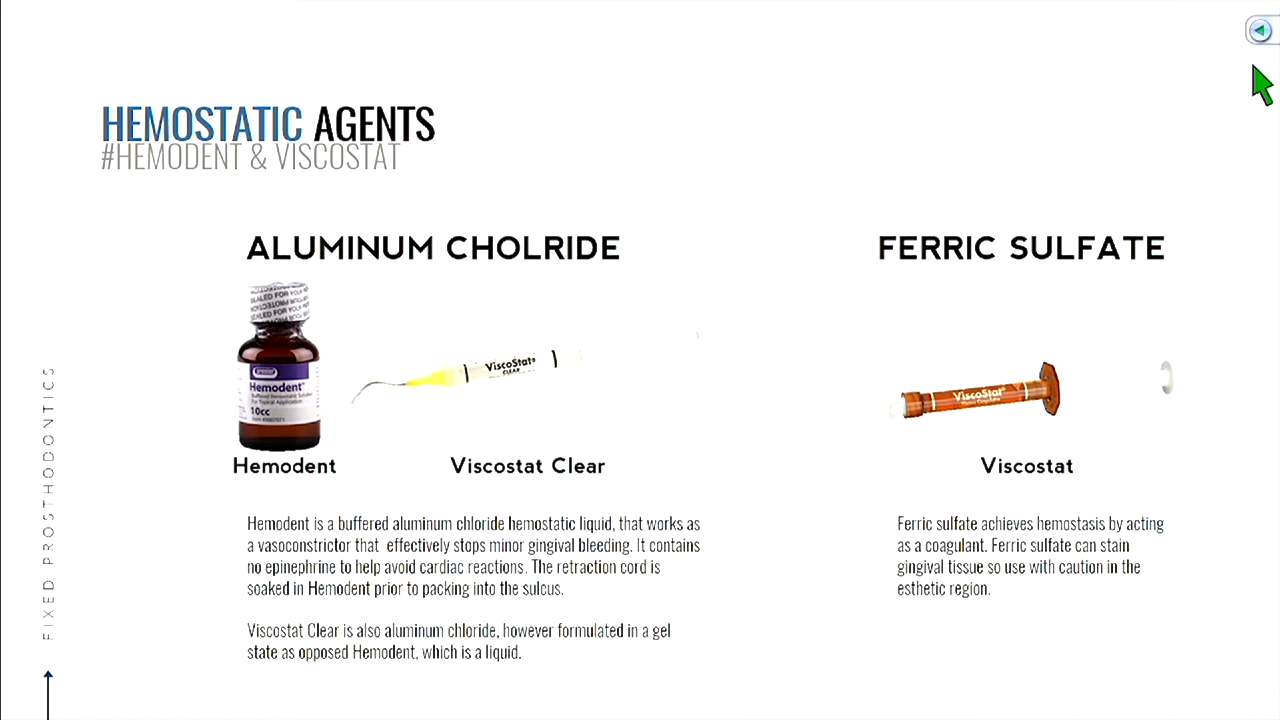 HEMOSTATIC AGENTS
#HEMODENT & VISCOSTAT
ALUMINUM CHOLRIDE
FERRIC SULFATE
Hemodent
10cc
ViscoStat
CLEAR
ViscoStat
Hemodent
Viscostat Clear
Viscostat
Hemodent is a buffered aluminum chloride hemostatic liquid, that works as
a vasoconstrictor that effectively stops minor gingival bleeding. It contains
no epinephrine to help avoid cardiac reactions. The retraction cord is
soaked in Hemodent prior to packing into the sulcus.
Viscostat Clear is also aluminum chloride, however formulated in a gel
state as opposed Hemodent, which is a liquid.
Ferric sulfate achieves hemostasis by acting
as a coagulant. Ferric sulfate can stain
gingival tissue so use with caution in the
esthetic region.
FIXED PROSTHODONTICS